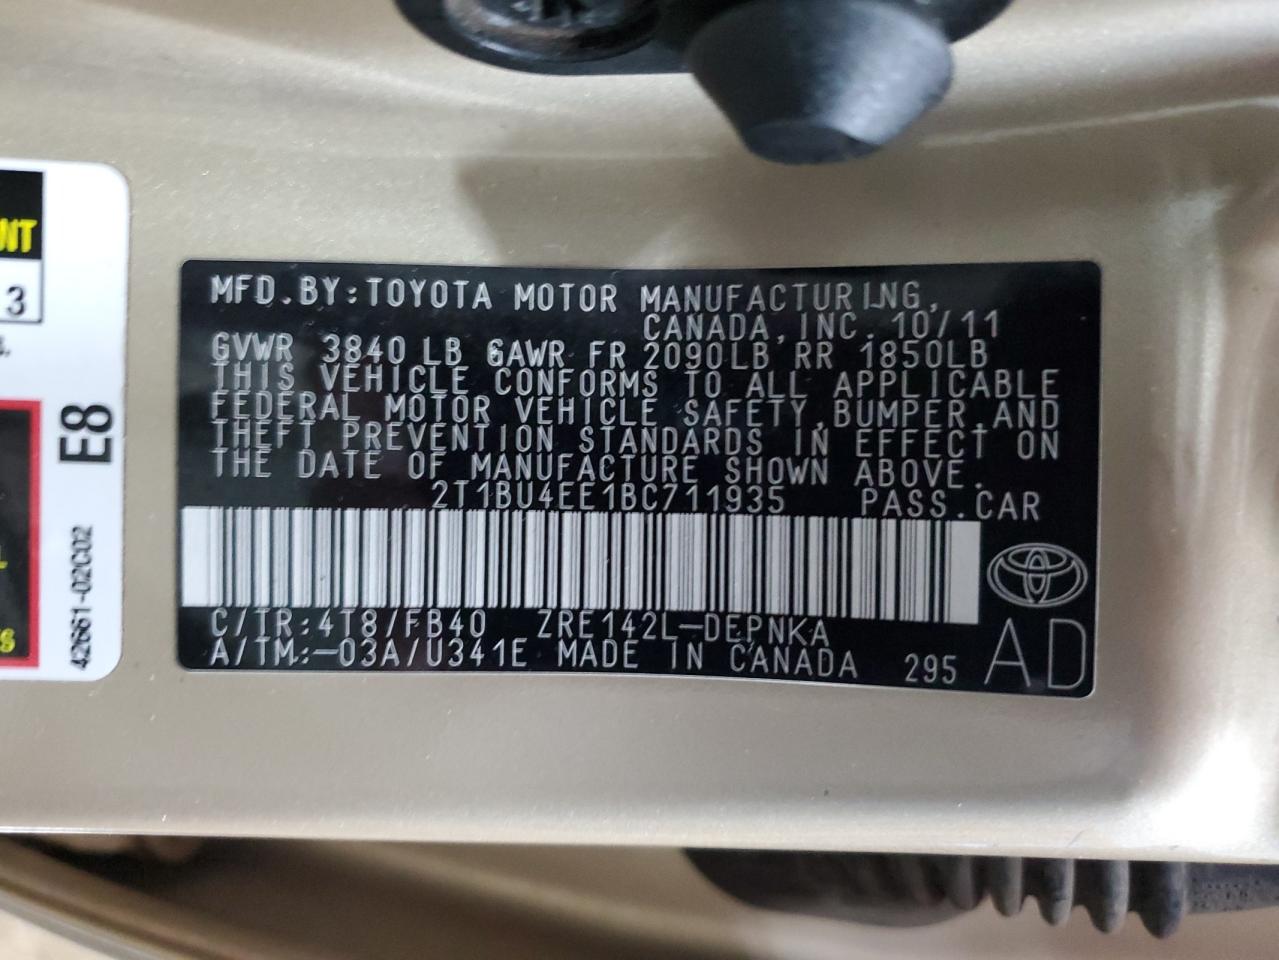 MFD.BY:TOYOTA MOTOR MANUFACTURING,
CANADA,INC. 10/11
GVWR 3840 LB GAWR FR 2090LB RR 1850LB
THIS VEHICLE CONFORMS TO ALL APPLICABLE
FEDERAL MOTOR VEHICLE SAFETY,BUMPER,AND
THEFT PREVENTION STANDARDS IN EFFECT ON
THE DATE OF MANUFACTURE SHOWN ABOVE.
2T1BU4EE1BC711935 PASS.CAR
C/TR:4T8/FB40 ZRE142L-DEPNKA
A/TM:-03A/U341E MADE IN CANADA 295
AD
3
E8
42661-02C02